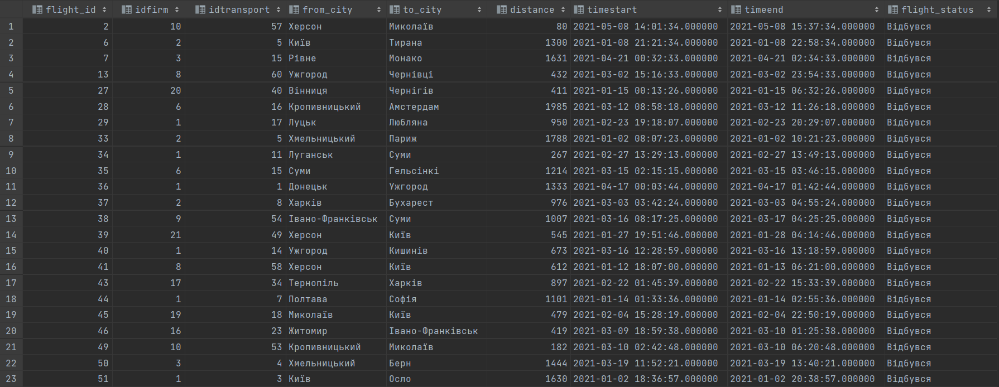 flight_id idfirm idtransport from_city to_city distance timestart timeend flight_status
1 2 10 57 Херсон Миколаїв 80 2021-05-08 14:01:34.000000 2021-05-08 15:37:34.000000 Відбувся
2 6 2 5 Київ Тирана 1300 2021-01-08 21:21:34.000000 2021-01-08 22:58:34.000000 Відбувся
3 7 3 15 Рівне Монако 1631 2021-04-21 00:32:33.000000 2021-04-21 02:34:33.000000 Відбувся
4 13 8 60 Ужгород Чернівці 432 2021-03-02 15:16:33.000000 2021-03-02 23:54:33.000000 Відбувся
5 27 20 40 Вінниця Чернігів 411 2021-01-15 00:13:26.000000 2021-01-15 06:32:26.000000 Відбувся
6 28 6 16 Кропивницький Амстердам 1985 2021-03-12 08:58:18.000000 2021-03-12 11:26:18.000000 Відбувся
7 29 1 17 Луцьк Любляна 950 2021-02-23 19:18:07.000000 2021-02-23 20:29:07.000000 Відбувся
8 33 2 5 Хмельницький Париж 1788 2021-01-02 08:07:23.000000 2021-01-02 10:21:23.000000 Відбувся
9 34 1 11 Луганськ Суми 267 2021-02-27 13:29:13.000000 2021-02-27 13:49:13.000000 Відбувся
10 35 6 15 Суми Гельсінкі 1214 2021-03-15 02:15:15.000000 2021-03-15 03:46:15.000000 Відбувся
11 36 1 1 Донецьк Ужгород 1333 2021-04-17 00:03:44.000000 2021-04-17 01:42:44.000000 Відбувся
12 37 2 8 Харків Бухарест 976 2021-03-03 03:42:24.000000 2021-03-03 04:55:24.000000 Відбувся
13 38 9 54 Івано-Франківськ Суми 1007 2021-03-16 08:17:25.000000 2021-03-17 04:25:25.000000 Відбувся
14 39 21 49 Херсон Київ 545 2021-01-27 19:51:46.000000 2021-01-28 04:14:46.000000 Відбувся
15 40 1 14 Ужгород Кишинів 673 2021-03-16 12:28:59.000000 2021-03-16 13:18:59.000000 Відбувся
16 41 8 58 Херсон Київ 612 2021-01-12 18:07:00.000000 2021-01-13 06:21:00.000000 Відбувся
17 43 17 34 Тернопіль Харків 897 2021-02-22 01:45:39.000000 2021-02-22 15:33:39.000000 Відбувся
18 44 1 7 Полтава Софія 1101 2021-01-14 01:33:36.000000 2021-01-14 02:55:36.000000 Відбувся
19 45 19 18 Миколаїв Київ 479 2021-02-04 15:28:19.000000 2021-02-04 22:50:19.000000 Відбувся
20 46 16 23 Житомир Івано-Франківськ 419 2021-03-09 18:59:38.000000 2021-03-10 01:25:38.000000 Відбувся
21 49 10 53 Кропивницький Миколаїв 182 2021-03-10 02:42:48.000000 2021-03-10 06:20:48.000000 Відбувся
22 50 3 4 Хмельницький Берн 1444 2021-03-19 11:52:21.000000 2021-03-19 13:40:21.000000 Відбувся
23 51 1 3 Київ Осло 1630 2021-01-02 18:36:57.000000 2021-01-02 20:38:57.000000 Відбувся